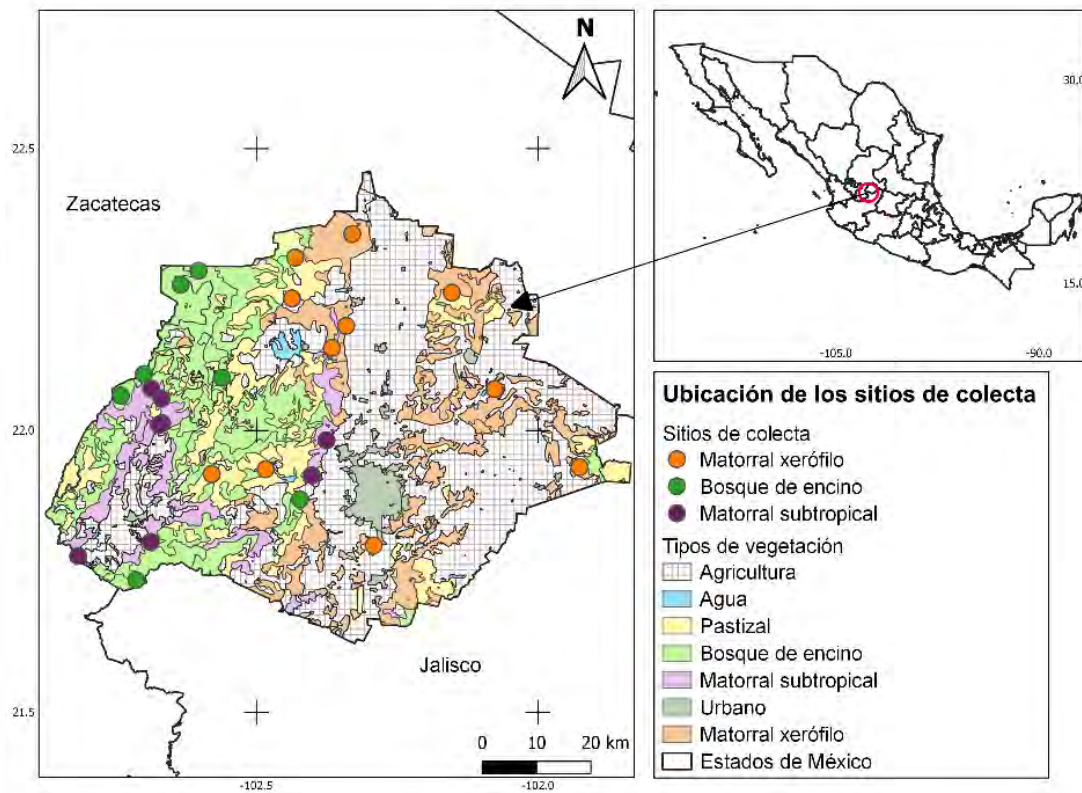 N
22.5
Zacatecas
22.0
Jalisco
21.5
0 10 20 km
-102.5
-102.0
30.0
15.0
-105.0
-90.0
Ubicación de los sitios de colecta
Sitios de colecta
Matorral xerófilo
Bosque de encino
Matorral subtropical
Tipos de vegetación
Agricultura
Agua
Pastizal
Bosque de encino
Matorral subtropical
Urbano
Matorral xerófilo
Estados de México